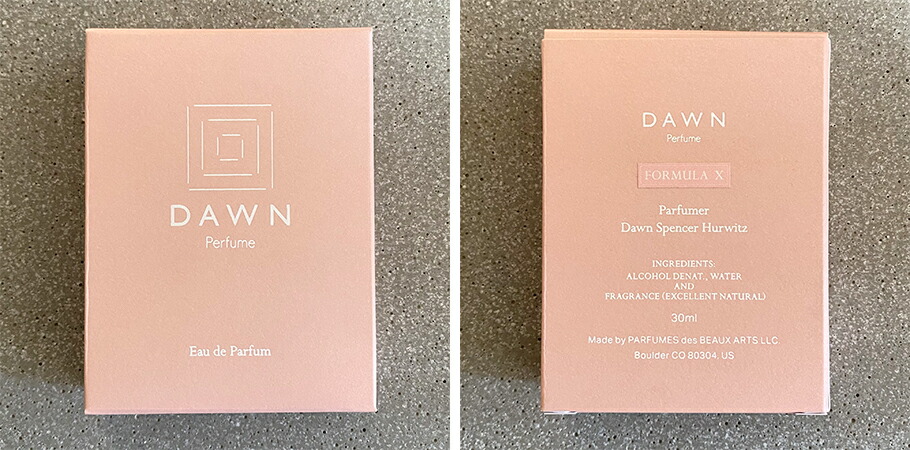 DAWN
Perfume
Eau de Parfum
DAWN
Perfume
FORMULA X
Parfumer
Dawn Spencer Hurwitz
INGREDIENTS:
ALCOHOL DENAT., WATER
AND
FRAGRANCE (EXCELLENT NATURAL)
30ml
Made by PARFUMES des BEAUX ARTS, LLC
Boulder CO 80304, US